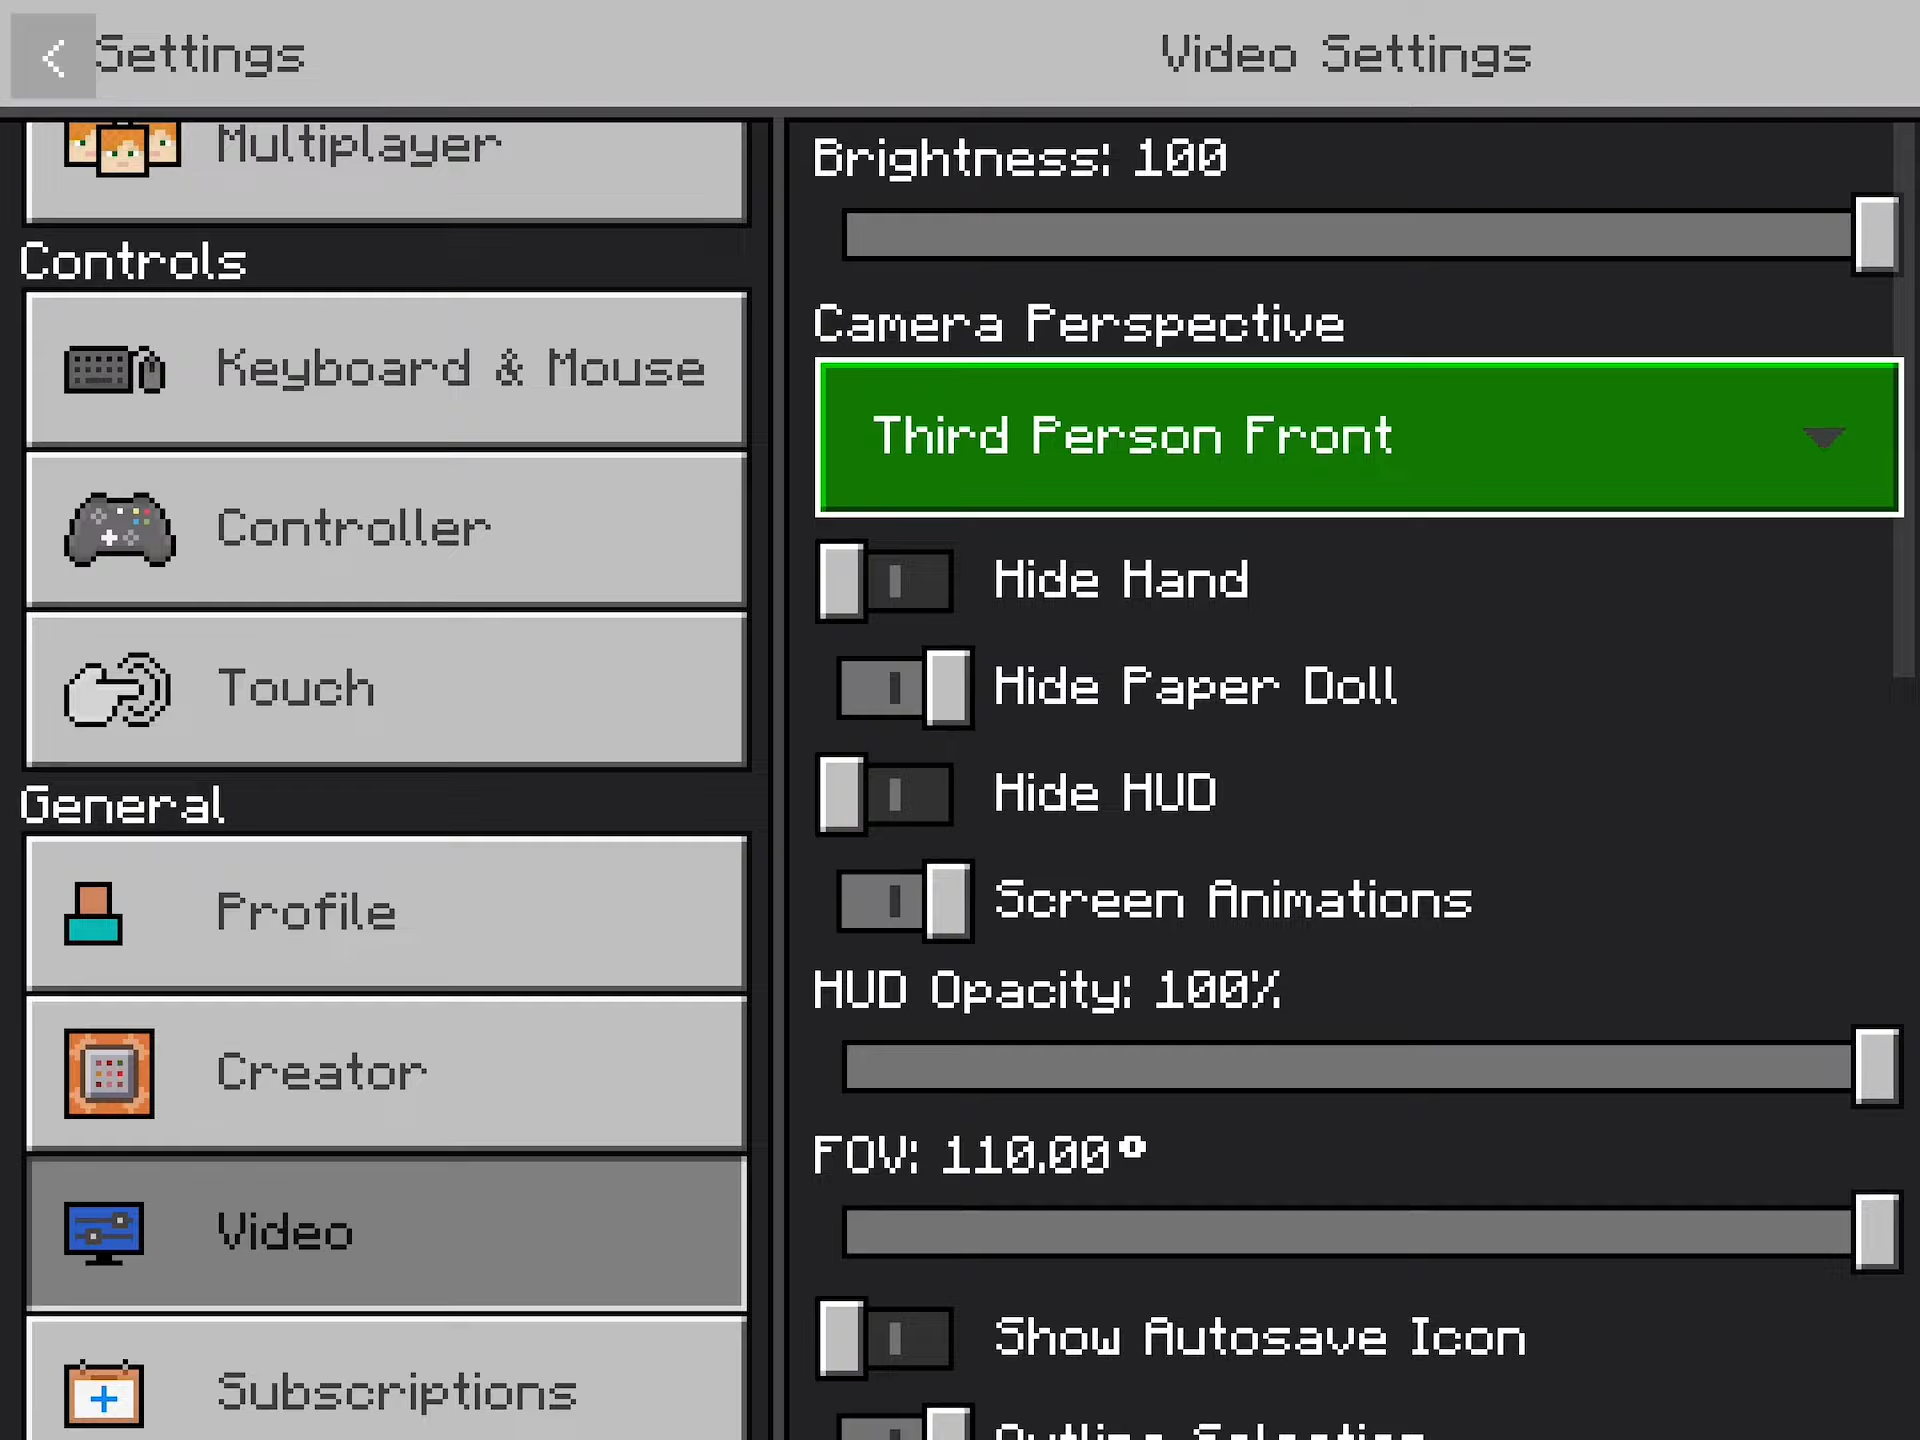 Settings
Video Settings
Multiplayer
Controls
Keyboard & Mouse
Controller
Touch
General
Profile
Creator
Video
Subscriptions
Brightness: 100
Camera Perspective
Third Person Front
Hide Hand
Hide Paper Doll
Hide HUD
Screen Animations
HUD Opacity: 100%
FOV: 110.00°
Show Autosave Icon
Outline Selection